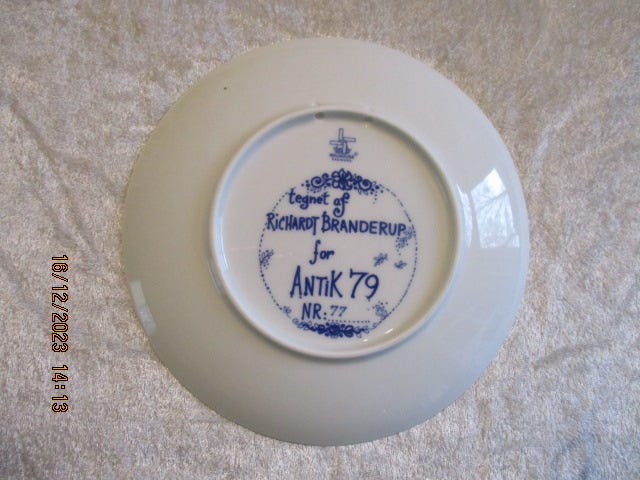 tegnet af
RICHARDT BRANDERUP
for
ANTIK '79
NR. 77
16/12/2023 14:13